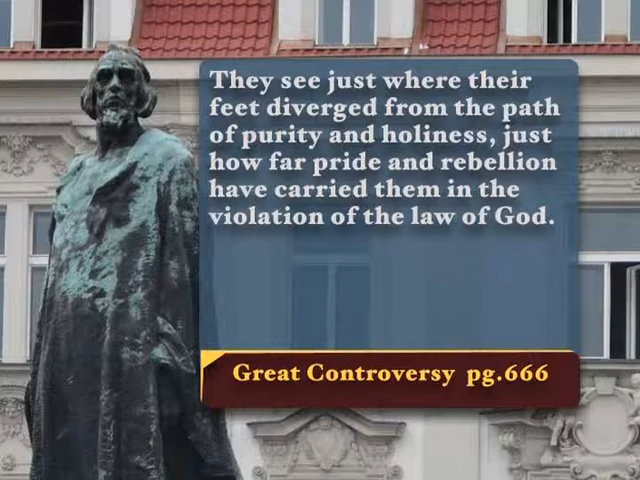 They see just where their
feet diverged from the path
of purity and holiness, just
how far pride and rebellion
have carried them in the
violation of the law of God.
Great Controversy pg.666